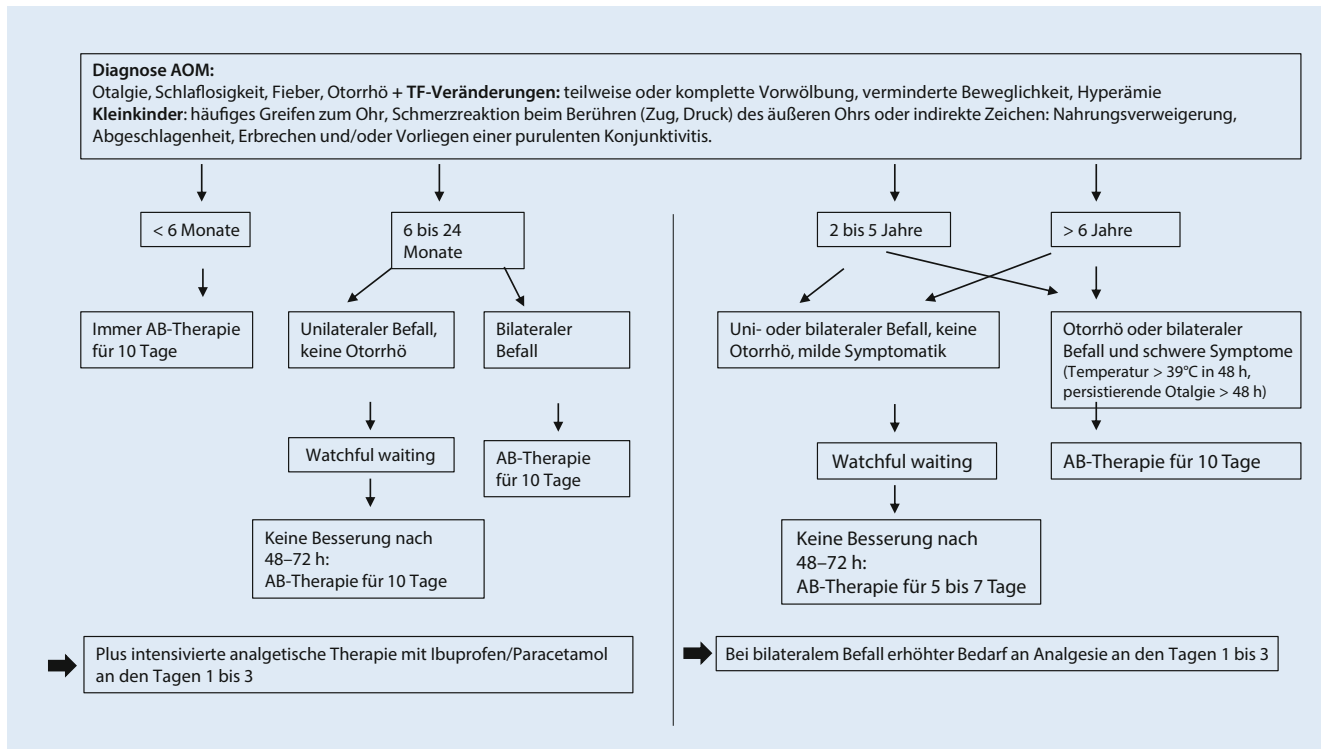 Diagnose AOM:
Otalgie, Schlaflosigkeit, Fieber, Otorrhö + TF-Veränderungen: teilweise oder komplette Vorwölbung, verminderte Beweglichkeit, Hyperämie
Kleinkinder: häufiges Greifen zum Ohr, Schmerzreaktion beim Berühren (Zug, Druck) des äußeren Ohrs oder indirekte Zeichen: Nahrungsverweigerung,
Abgeschlagenheit, Erbrechen und/oder Vorliegen einer purulenten Konjunktivitis.
< 6 Monate
6 bis 24
Monate
Immer AB-Therapie
für 10 Tage
Unilateraler Befall,
keine Otorrhö
Bilateraler
Befall
Watchful waiting
AB-Therapie
für 10 Tage
Keine Besserung nach
48–72 h:
AB-Therapie für 10 Tage
Plus intensivierte analgetische Therapie mit Ibuprofen/Paracetamol
an den Tagen 1 bis 3
2 bis 5 Jahre
> 6 Jahre
Uni- oder bilateraler Befall, keine
Otorrhö, milde Symptomatik
Otorrhö oder bilateraler
Befall und schwere Symptome
(Temperatur > 39°C in 48 h,
persistierende Otalgie > 48 h)
Watchful waiting
AB-Therapie für 10 Tage
Keine Besserung nach
48–72 h:
AB-Therapie für 5 bis 7 Tage
Bei bilateralem Befall erhöhter Bedarf an Analgesie an den Tagen 1 bis 3